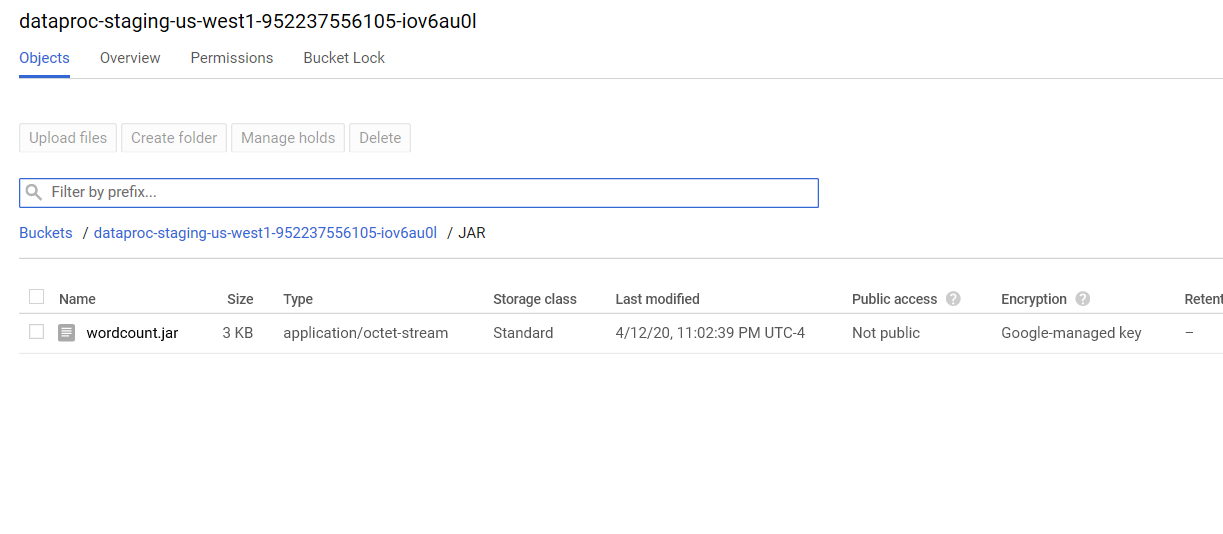 dataproc-staging-us-west1-952237556105-iov6au0l
Objects Overview Permissions Bucket Lock
Upload files Create folder Manage holds Delete
Filter by prefix...
Buckets / dataproc-staging-us-west1-952237556105-iov6au0l / JAR
Name Size Type Storage class Last modified Public access ? Encryption ? Retent
wordcount.jar 3 KB application/octet-stream Standard 4/12/20, 11:02:39 PM UTC-4 Not public Google-managed key –